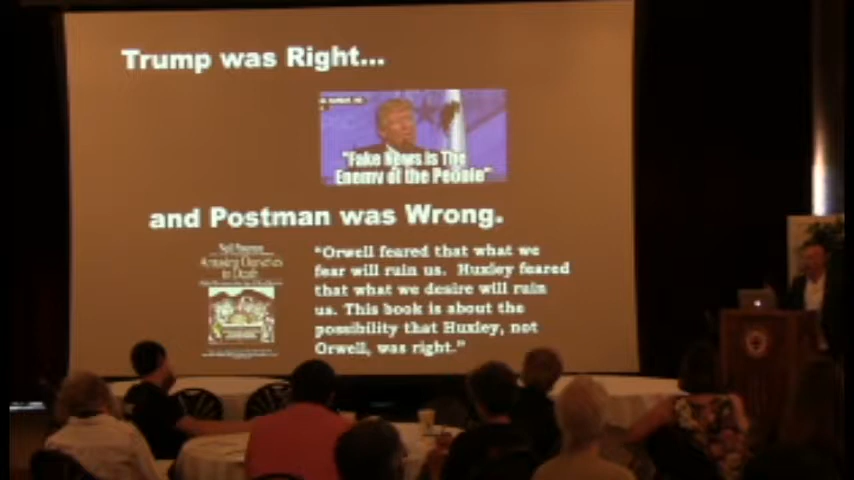 Trump was Right...
"Fake News is The
Enemy of the People"
and Postman was Wrong.
Neil Postman
Amusing Ourselves
to Death
"Orwell feared that what we
fear will ruin us. Huxley feared
that what we desire will ruin
us. This book is about the
possibility that Huxley, not
Orwell, was right."